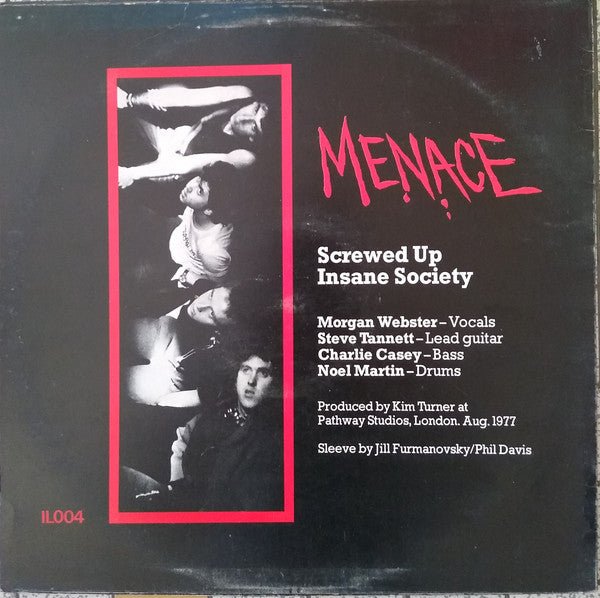 MENACE
Screwed Up
Insane Society
Morgan Webster – Vocals
Steve Tannett – Lead guitar
Charlie Casey – Bass
Noel Martin – Drums
Produced by Kim Turner at
Pathway Studios, London. Aug. 1977
Sleeve by Jill Furmanovsky/Phil Davis
IL004